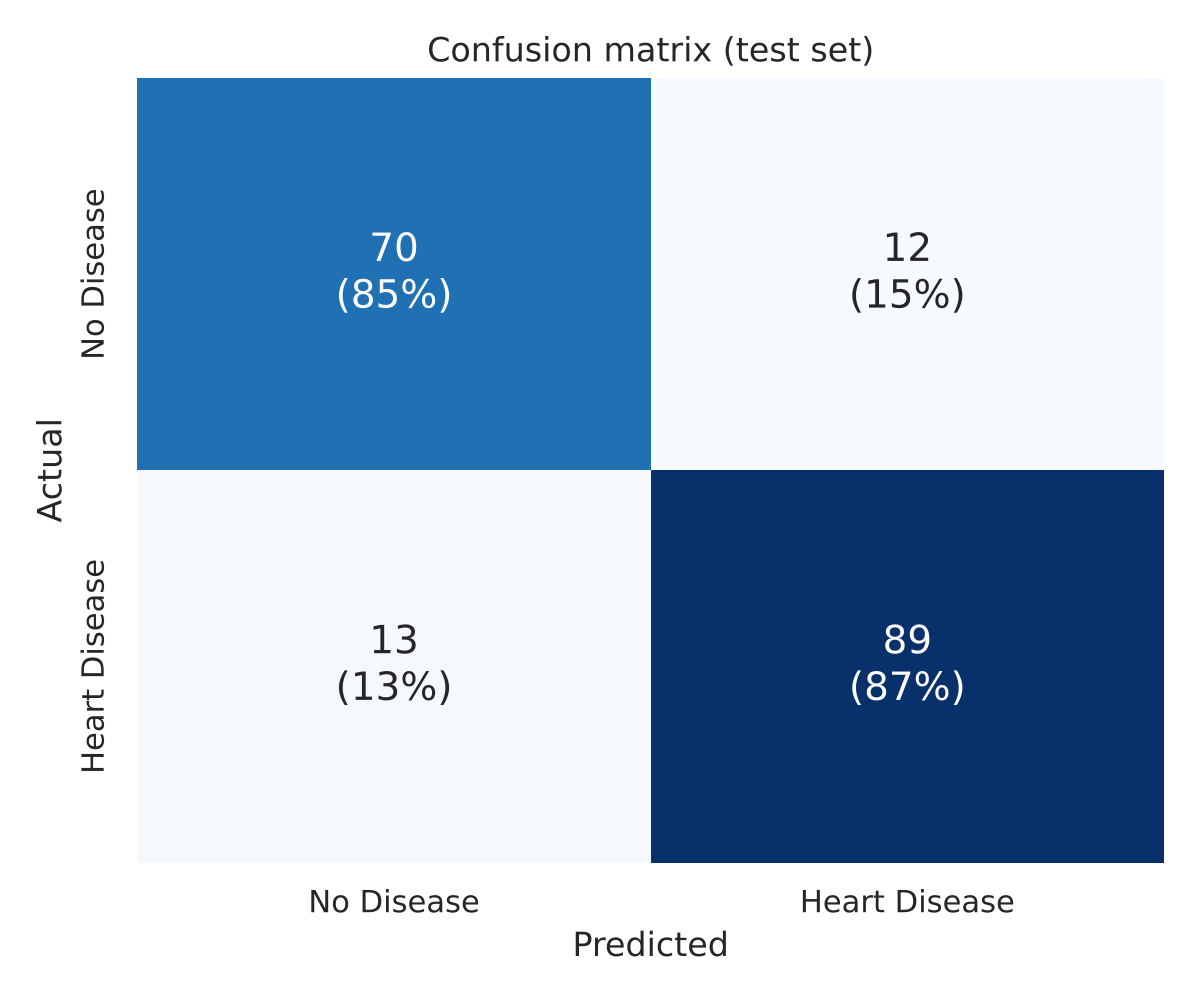 Confusion matrix (test set)
Actual
No Disease
70
(85%)
12
(15%)
Heart Disease
13
(13%)
89
(87%)
No Disease
Heart Disease
Predicted